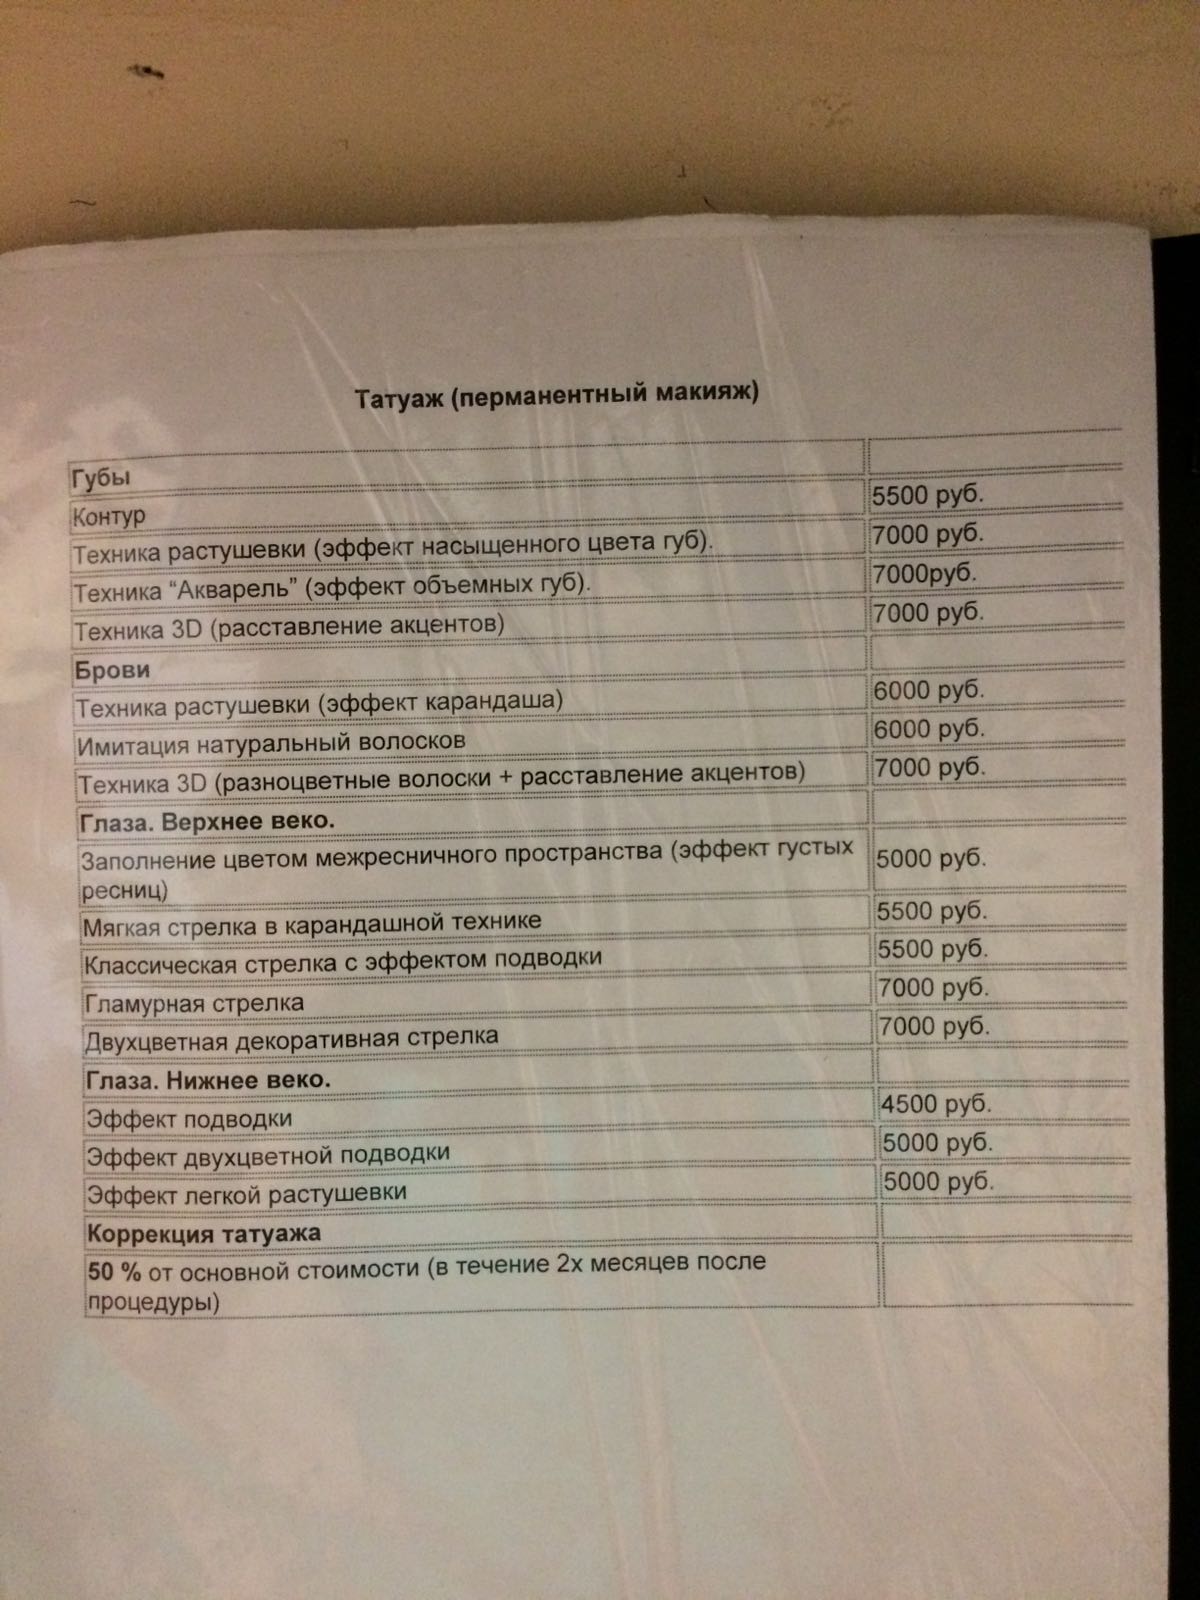 Татуаж (перманентный макияж)
Губы
Контур 5500 руб.
Техника растушевки (эффект насыщенного цвета губ). 7000 руб.
Техника “Акварель” (эффект объемных губ). 7000руб.
Техника 3D (расставление акцентов) 7000 руб.
Брови
Техника растушевки (эффект карандаша) 6000 руб.
Имитация натуральный волосков 6000 руб.
Техника 3D (разноцветные волоски + расставление акцентов) 7000 руб.
Глаза. Верхнее веко.
Заполнение цветом межресничного пространства (эффект густых 5000 руб.
ресниц)
Мягкая стрелка в карандашной технике 5500 руб.
Классическая стрелка с эффектом подводки 5500 руб.
Гламурная стрелка 7000 руб.
Двухцветная декоративная стрелка 7000 руб.
Глаза. Нижнее веко.
Эффект подводки 4500 руб.
Эффект двухцветной подводки 5000 руб.
Эффект легкой растушевки 5000 руб.
Коррекция татуажа
50 % от основной стоимости (в течение 2х месяцев после
процедуры)